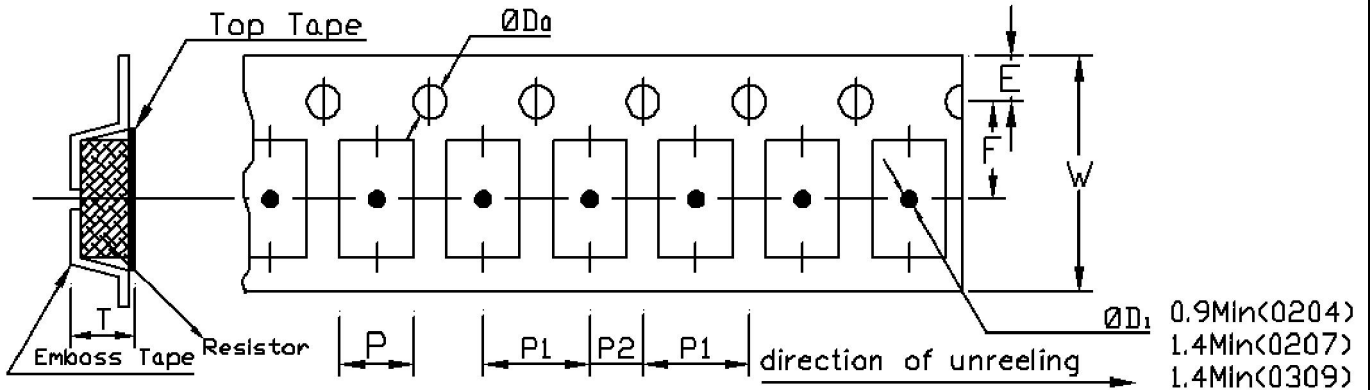 Top Tape
ØDa
E
F
W
T
Emboss Tape
Resistor
P
P1
P2
P1
direction of unreeling
ØD1 0.9Min(0204)
1.4Min(0207)
1.4Min(0309)